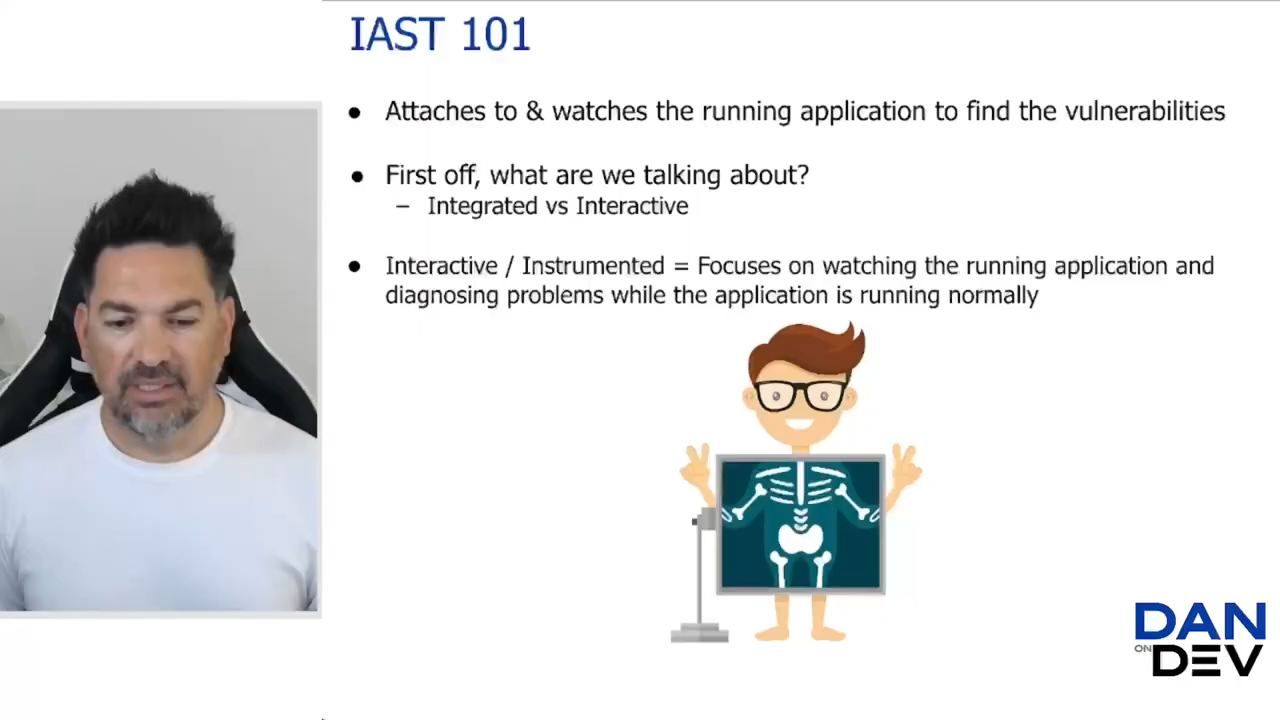 IAST 101
● Attaches to & watches the running application to find the vulnerabilities
● First off, what are we talking about?
– Integrated vs Interactive
● Interactive / Instrumented = Focuses on watching the running application and
diagnosing problems while the application is running normally
DAN
ON DEV